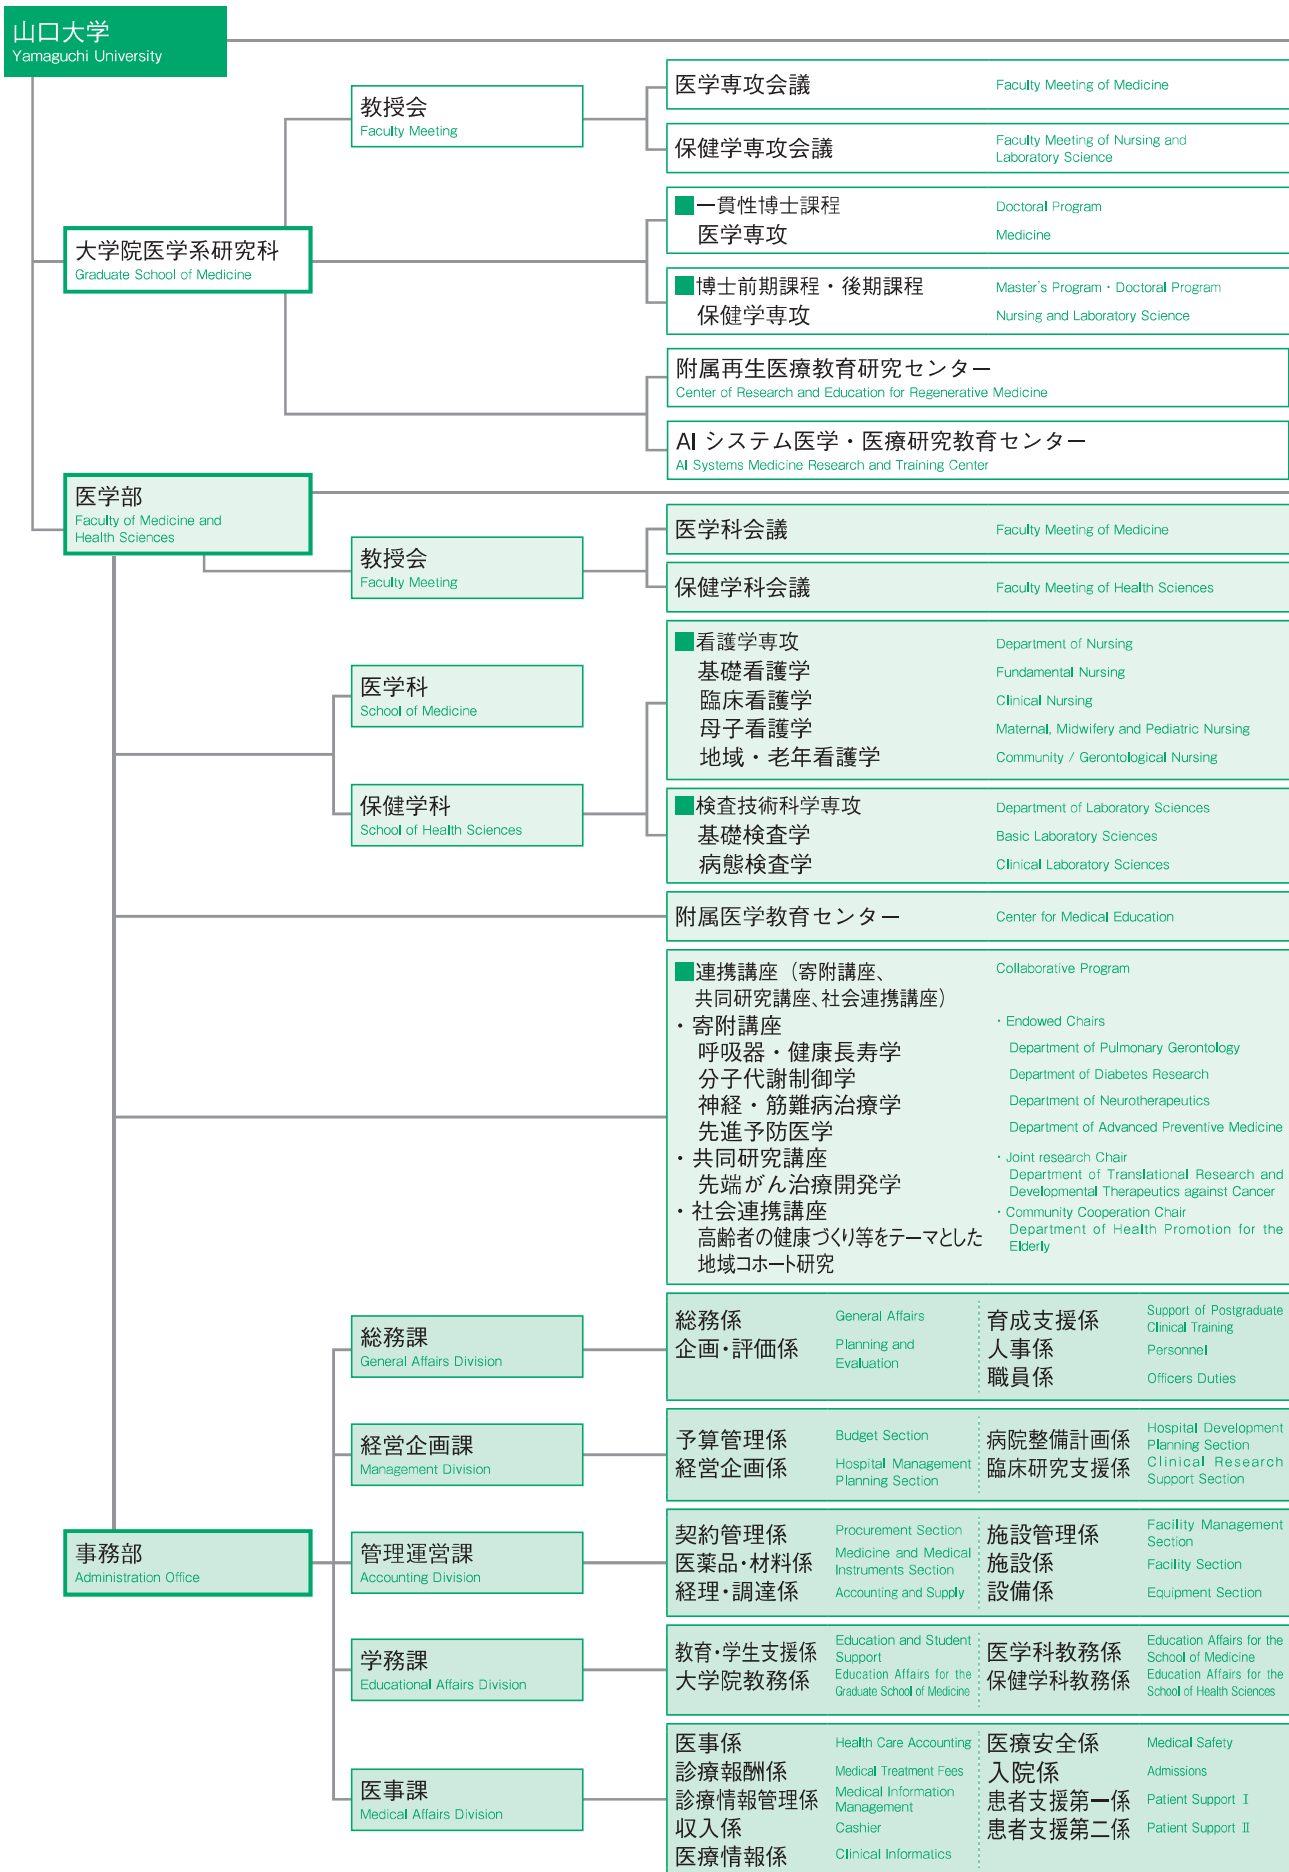 山口大学
Yamaguchi University
教授会
Faculty Meeting
医学専攻会議
Faculty Meeting of Medicine
保健学専攻会議
Faculty Meeting of Nursing and
Laboratory Science
大学院医学系研究科
Graduate School of Medicine
■一貫性博士課程
Doctoral Program
医学専攻
Medicine
■博士前期課程・後期課程
Master's Program・Doctoral Program
保健学専攻
Nursing and Laboratory Science
附属再生医療教育研究センター
Center of Research and Education for Regenerative Medicine
AI システム医学・医療研究教育センター
AI Systems Medicine Research and Training Center
医学部
Faculty of Medicine and
Health Sciences
教授会
Faculty Meeting
医学科会議
Faculty Meeting of Medicine
保健学科会議
Faculty Meeting of Health Sciences
医学科
School of Medicine
保健学科
School of Health Sciences
■看護学専攻
Department of Nursing
基礎看護学
Fundamental Nursing
臨床看護学
Clinical Nursing
母子看護学
Maternal, Midwifery and Pediatric Nursing
地域・老年看護学
Community / Gerontological Nursing
■検査技術科学専攻
Department of Laboratory Sciences
基礎検査学
Basic Laboratory Sciences
病態検査学
Clinical Laboratory Sciences
附属医学教育センター
Center for Medical Education
■連携講座（寄附講座、
Collaborative Program
共同研究講座、社会連携講座）
・寄附講座
・Endowed Chairs
呼吸器・健康長寿学
Department of Pulmonary Gerontology
分子代謝制御学
Department of Diabetes Research
神経・筋難病治療学
Department of Neurotherapeutics
先進予防医学
Department of Advanced Preventive Medicine
・共同研究講座
・Joint research Chair
先端がん治療開発学
Department of Translational Research and
Developmental Therapeutics against Cancer
・社会連携講座
・Community Cooperation Chair
高齢者の健康づくり等をテーマとした
地域コホート研究
Department of Health Promotion for the
Elderly
事務部
Administration Office
総務課
General Affairs Division
総務係
General Affairs
企画・評価係
Planning and
Evaluation
育成支援係
Support of Postgraduate
Clinical Training
人事係
Personnel
職員係
Officers Duties
経営企画課
Management Division
予算管理係
Budget Section
経営企画係
Hospital Management
Planning Section
病院整備計画係
Hospital Development
Planning Section
臨床研究支援係
Clinical Research
Support Section
管理運営課
Accounting Division
契約管理係
Procurement Section
医薬品・材料係
Medicine and Medical
Instruments Section
経理・調達係
Accounting and Supply
施設管理係
Facility Management
Section
施設係
Facility Section
設備係
Equipment Section
学務課
Educational Affairs Division
教育・学生支援係
Education and Student
Support
大学院教務係
Education Affairs for the
Graduate School of Medicine
医学科教務係
Education Affairs for the
School of Medicine
保健学科教務係
Education Affairs for the
School of Health Sciences
医事課
Medical Affairs Division
医事係
Health Care Accounting
診療報酬係
Medical Treatment Fees
診療情報管理係
Medical Information
Management
収入係
Cashier
医療情報係
Clinical Informatics
医療安全係
Medical Safety
入院係
Admissions
患者支援第一係
Patient Support Ⅰ
患者支援第二係
Patient Support Ⅱ